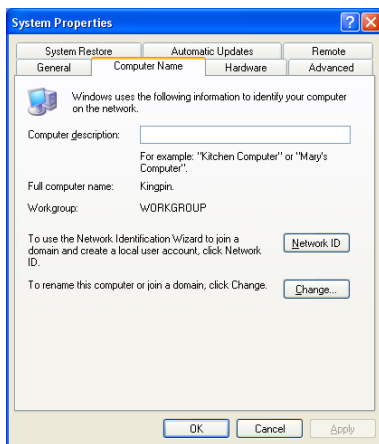 System Properties
System Restore Automatic Updates Remote
General Computer Name Hardware Advanced
Windows uses the following information to identify your computer
on the network.
Computer description:
For example: "Kitchen Computer" or "Mary's
Computer".
Full computer name: Kingpin.
Workgroup: WORKGROUP
To use the Network Identification Wizard to join a
domain and create a local user account, click Network
ID.
Network ID
To rename this computer or join a domain, click Change.
Change...
OK Cancel Apply